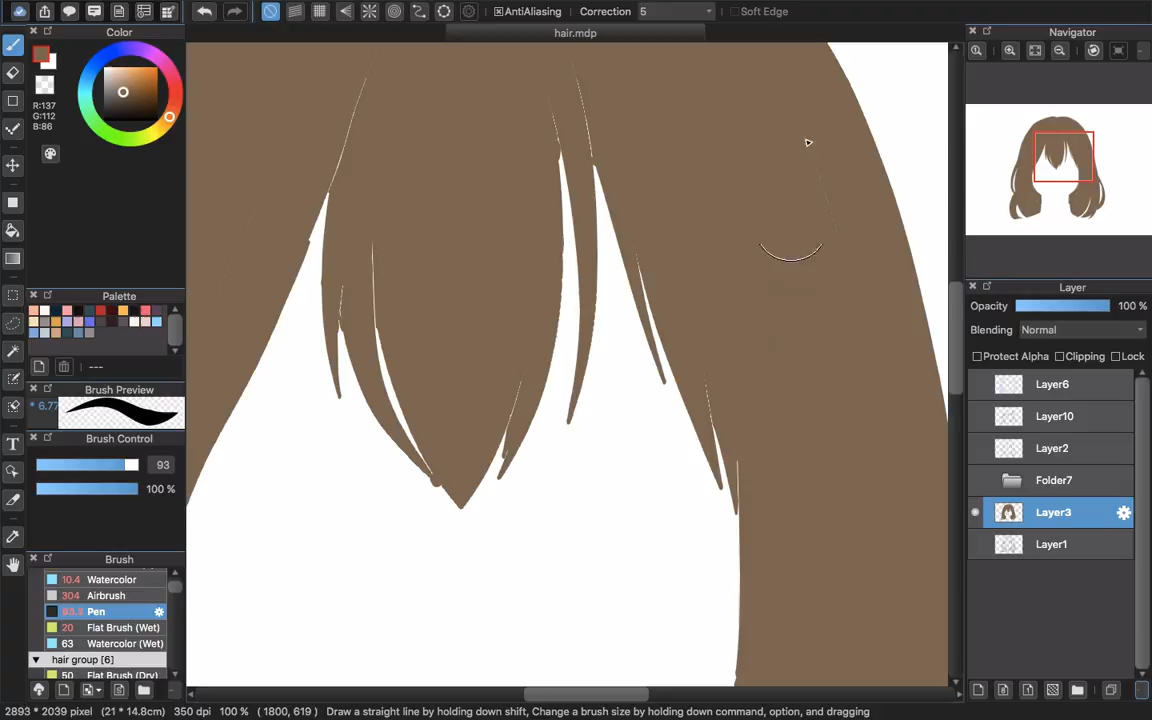 AntiAliasing Correction 5 Soft Edge
hair.mdp
Color
R:137
G:112
B:86
Palette
---
Brush Preview
* 6.77
Brush Control
93
100 %
Brush
10.4 Watercolor
304 Airbrush
Pen
20 Flat Brush (Wet)
63 Watercolor (Wet)
hair group [6]
50 Flat Brush (Dry)
T
Navigator
Layer
Opacity 100 %
Blending Normal
Protect Alpha Clipping Lock
Layer6
Layer10
Layer2
Folder7
Layer3
Layer1
2893 * 2039 pixel (21 * 14.8cm) 350 dpi 100 % ( 1800, 619 ) Draw a straight line by holding down shift, Change a brush size by holding down command, option, and dragging